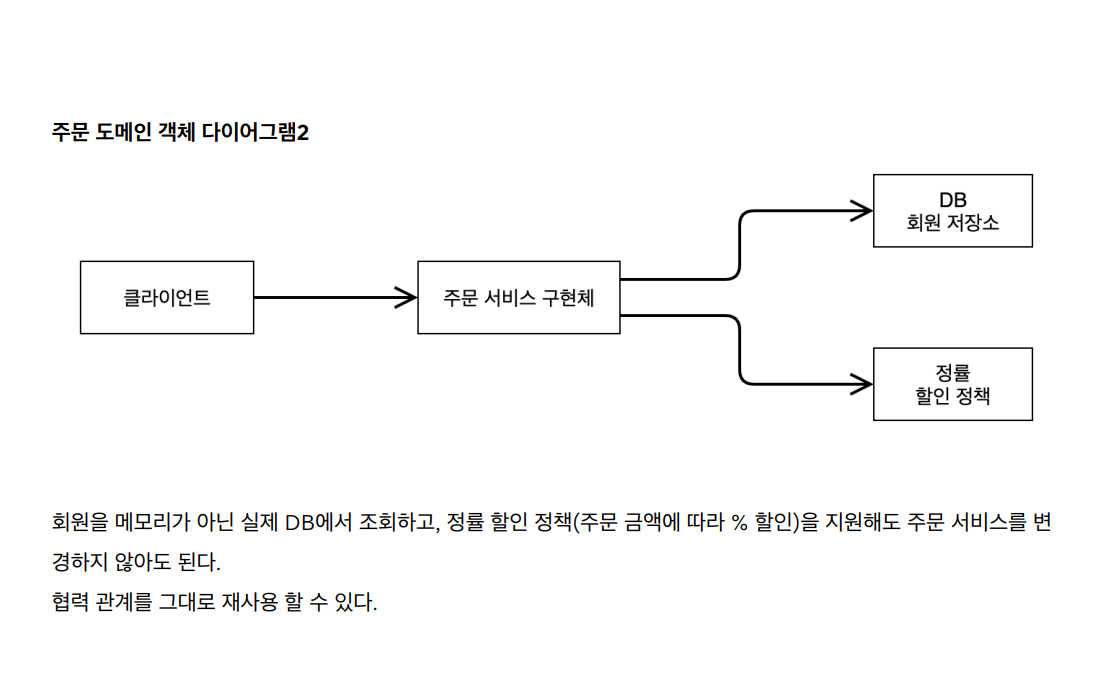 주문 도메인 객체 다이어그램2
DB
회원 저장소
클라이언트
주문 서비스 구현체
정률
할인 정책
회원을 메모리가 아닌 실제 DB에서 조회하고, 정률 할인 정책(주문 금액에 따라 % 할인)을 지원해도 주문 서비스를 변
경하지 않아도 된다.
협력 관계를 그대로 재사용 할 수 있다.